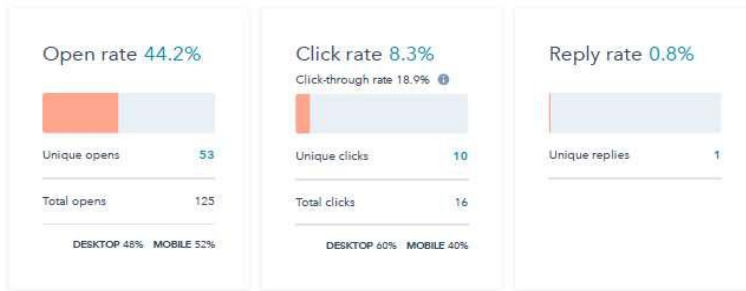 Open rate 44.2%
Unique opens 53
Total opens 125
DESKTOP 48% MOBILE 52%
Click rate 8.3%
Click-through rate 18.9%
Unique clicks 10
Total clicks 16
DESKTOP 60% MOBILE 40%
Reply rate 0.8%
Unique replies 1